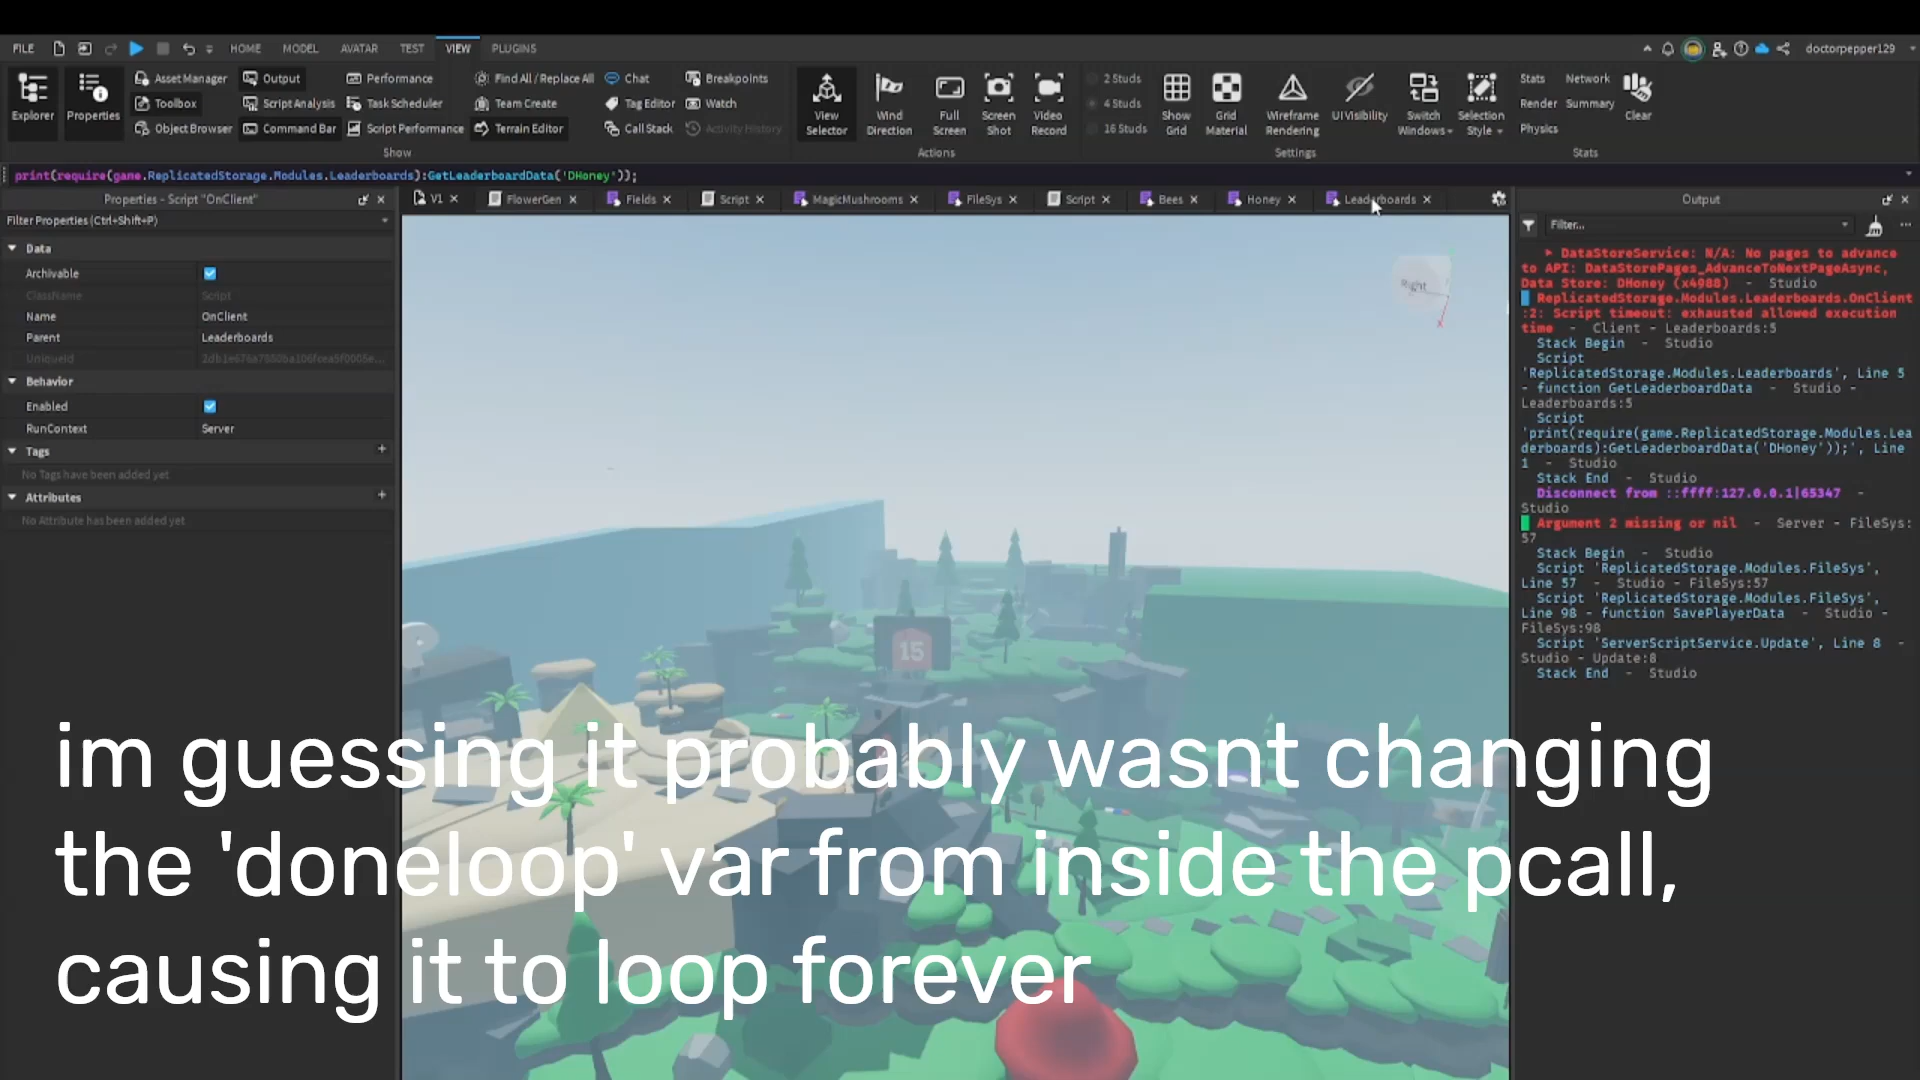 FILE HOME MODEL AVATAR TEST VIEW PLUGINS doctorpepper129
Explorer
Properties
Asset Manager
Toolbox
Object Browser
Output
Script Analysis
Command Bar
Performance
Task Scheduler
Script Performance
Find All / Replace All
Team Create
Terrain Editor
Chat
Tag Editor
Call Stack
Breakpoints
Watch
Activity History
Show
View
Selector
Wind
Direction
Full
Screen
Screen
Shot
Video
Record
Actions
2 Studs
4 Studs
16 Studs
Show
Grid
Grid
Material
Wireframe
Rendering
UI Visibility
Switch
Windows
Selection
Style
Settings
Stats
Render
Physics
Network
Summary
Clear
Stats
print(require(game.ReplicatedStorage.Modules.Leaderboards):GetLeaderboardData('DHoney'));
Properties - Script "OnClient"
Filter Properties (Ctrl+Shift+P)
Data
Archivable
ClassName Script
Name OnClient
Parent Leaderboards
UniqueId
Behavior
Enabled
RunContext Server
Tags
No Tags have been added yet
Attributes
No Attribute has been added yet
V1 FlowerGen Fields Script MagicMushrooms FileSys Script Bees Honey Leaderboards
Right
X
15
Output
Filter...
DataStoreService: N/A: No pages to advance
to API: DataStorePages_AdvanceToNextPageAsync,
Data Store: DHoney (x4988) - Studio
ReplicatedStorage.Modules.Leaderboards.OnClient
:2: Script timeout: exhausted allowed execution
time - Client - Leaderboards:5
Stack Begin - Studio
Script
'ReplicatedStorage.Modules.Leaderboards', Line 5
- function GetLeaderboardData - Studio -
Leaderboards:5
Script
'print(require(game.ReplicatedStorage.Modules.Lea
derboards):GetLeaderboardData('DHoney'));', Line
1 - Studio
Stack End - Studio
Disconnect from ::ffff:127.0.0.1|65347 -
Studio
Argument 2 missing or nil - Server - FileSys:
57
Stack Begin - Studio
Script 'ReplicatedStorage.Modules.FileSys',
Line 57 - Studio - FileSys:57
Script 'ReplicatedStorage.Modules.FileSys',
Line 98 - function SavePlayerData - Studio -
FileSys:98
Script 'ServerScriptService.Update', Line 8 -
Studio - Update:8
Stack End - Studio
im guessing it probably wasnt changing
the 'doneloop' var from inside the pcall,
causing it to loop forever